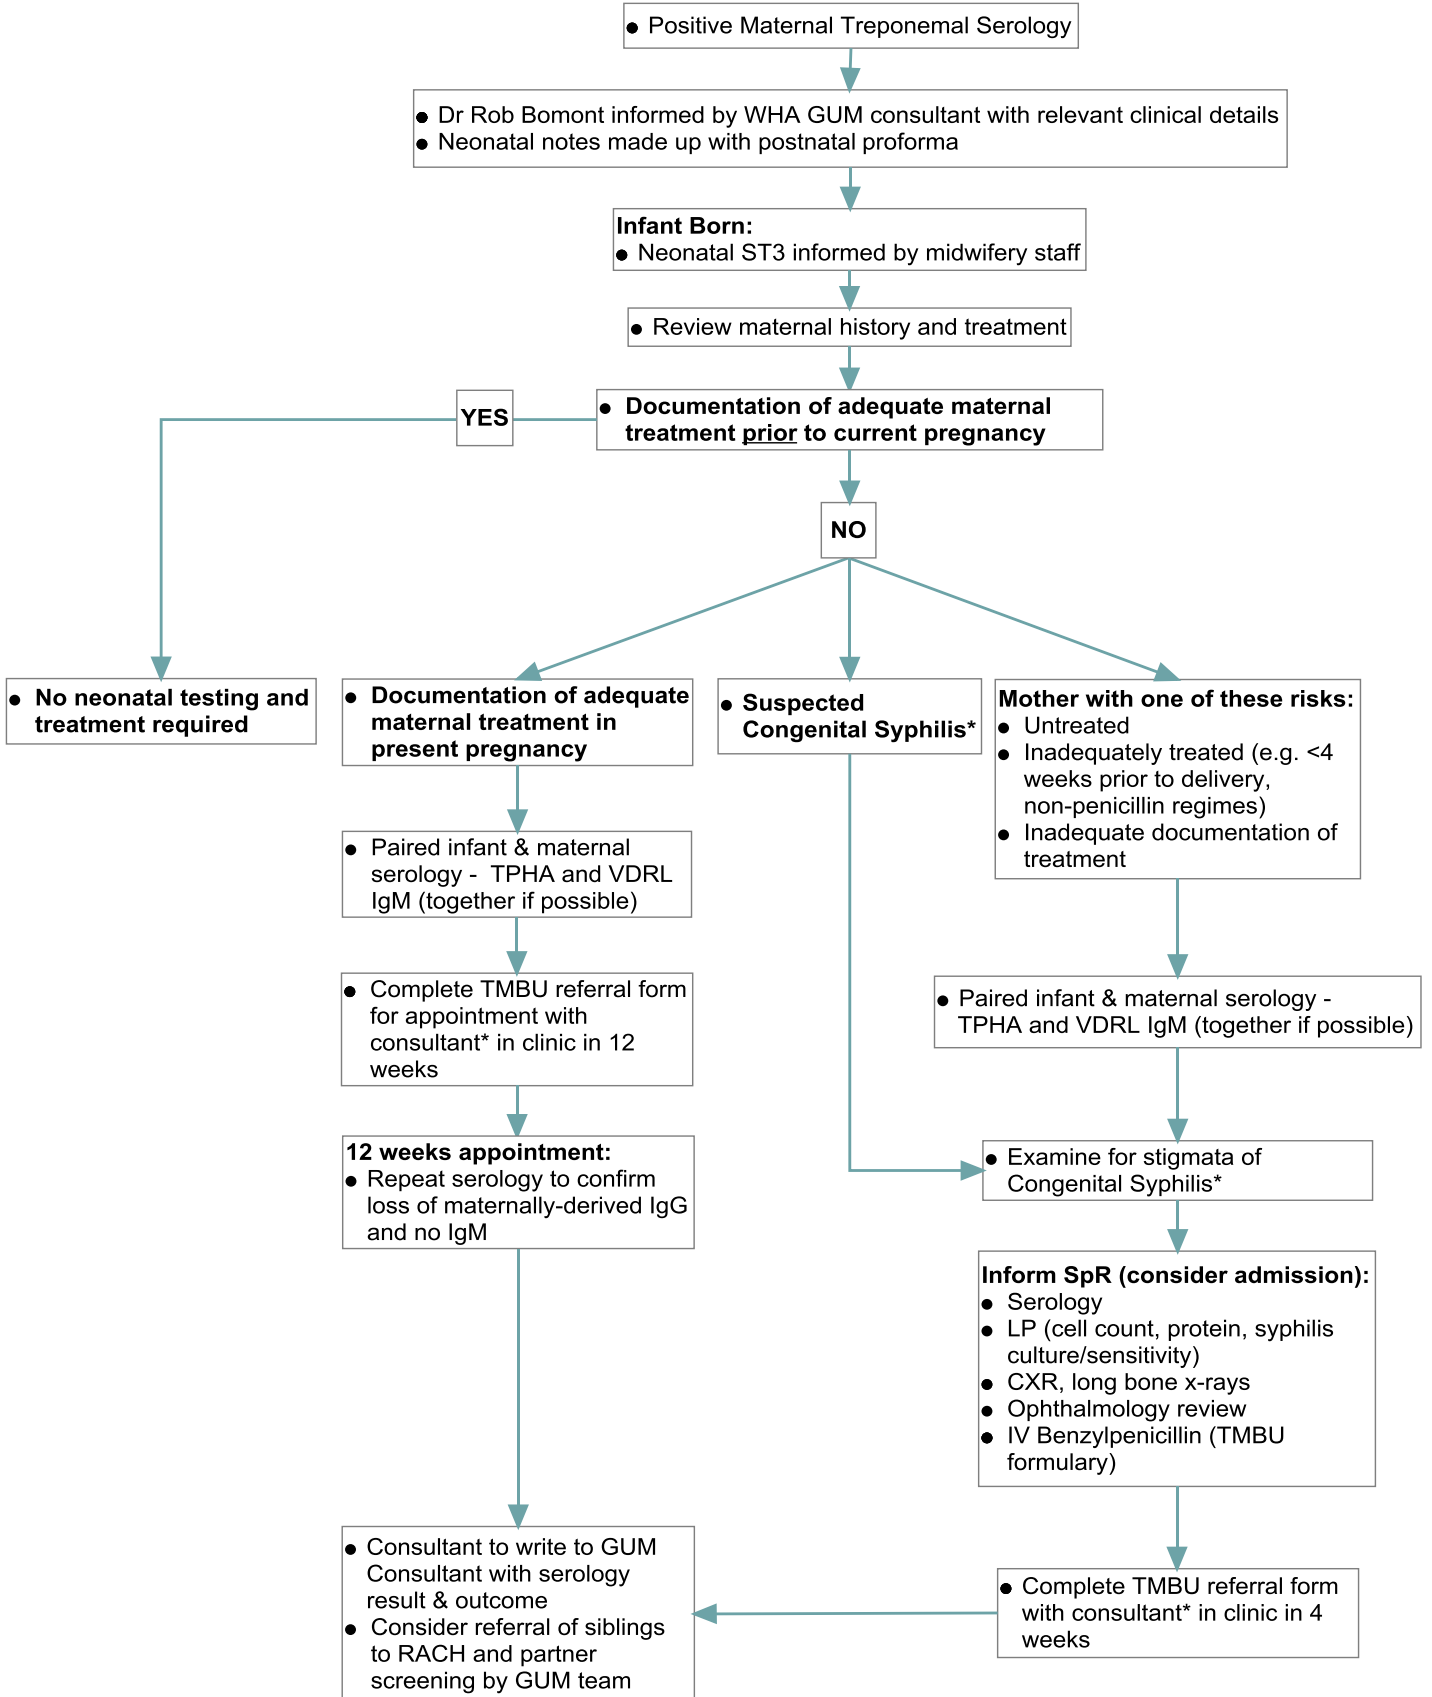 ● Positive Maternal Treponemal Serology
● Dr Rob Bomont informed by WHA GUM consultant with relevant clinical details
● Neonatal notes made up with postnatal proforma
Infant Born:
● Neonatal ST3 informed by midwifery staff
● Review maternal history and treatment
YES
● Documentation of adequate maternal
treatment prior to current pregnancy
NO
● No neonatal testing and
treatment required
● Documentation of adequate
maternal treatment in
present pregnancy
● Paired infant & maternal
serology - TPHA and VDRL
IgM (together if possible)
● Complete TMBU referral form
for appointment with
consultant* in clinic in 12
weeks
12 weeks appointment:
● Repeat serology to confirm
loss of maternally-derived IgG
and no IgM
● Suspected
Congenital Syphilis*
Mother with one of these risks:
● Untreated
● Inadequately treated (e.g. <4
weeks prior to delivery,
non-penicillin regimes)
● Inadequate documentation of
treatment
● Paired infant & maternal serology -
TPHA and VDRL IgM (together if possible)
● Examine for stigmata of
Congenital Syphilis*
Inform SpR (consider admission):
● Serology
● LP (cell count, protein, syphilis
culture/sensitivity)
● CXR, long bone x-rays
● Ophthalmology review
● IV Benzylpenicillin (TMBU
formulary)
● Complete TMBU referral form
with consultant* in clinic in 4
weeks
● Consultant to write to GUM
Consultant with serology
result & outcome
● Consider referral of siblings
to RACH and partner
screening by GUM team